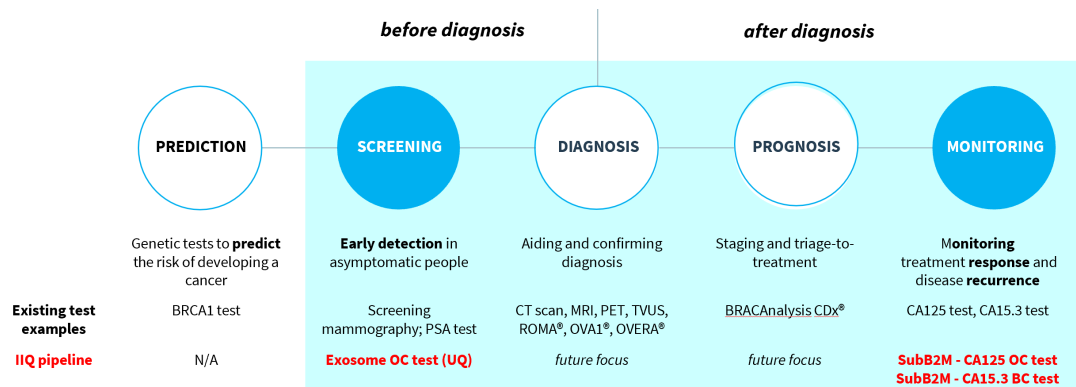 before diagnosis
after diagnosis
PREDICTION
SCREENING
DIAGNOSIS
PROGNOSIS
MONITORING
Genetic tests to predict
the risk of developing a
cancer
Early detection in
asymptomatic people
Aiding and confirming
diagnosis
Staging and triage-to-
treatment
Monitoring
treatment response and
disease recurrence
Existing test
examples
BRCA1 test
Screening
mammography; PSA test
CT scan, MRI, PET, TVUS,
ROMA®, OVA1®, OVERA®
BRACAnalysis CDx®
CA125 test, CA15.3 test
IIQ pipeline
N/A
Exosome OC test (UQ)
future focus
future focus
SubB2M - CA125 OC test
SubB2M - CA15.3 BC test